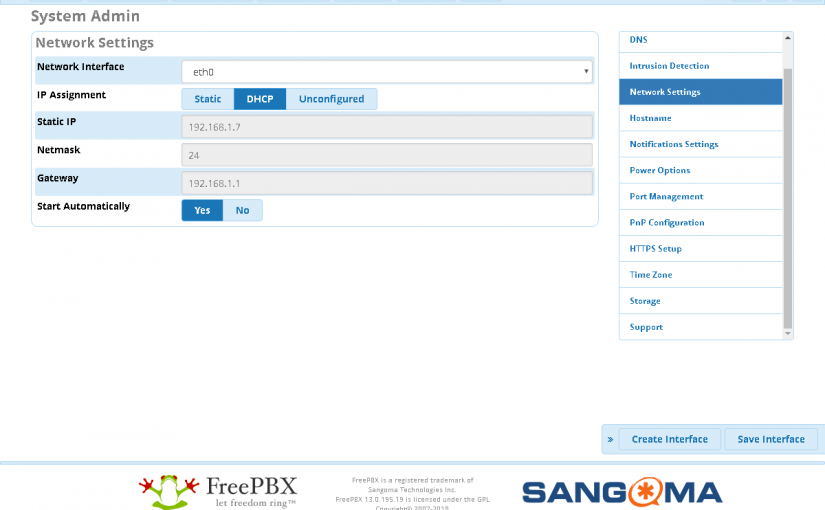 System Admin
Network Settings
Network Interface
eth0
IP Assignment
Static DHCP Unconfigured
Static IP
192.168.1.7
Netmask
24
Gateway
192.168.1.1
Start Automatically
Yes No
DNS
Intrusion Detection
Network Settings
Hostname
Notifications Settings
Power Options
Port Management
PnP Configuration
HTTPS Setup
Time Zone
Storage
Support
» Create Interface Save Interface
FreePBX
let freedom ring™
FreePBX is a registered trademark of
Sangoma Technologies Inc.
FreePBX 13.0.195.19 is licensed under the GPL
Copyright© 2007-2018
SANGOMA